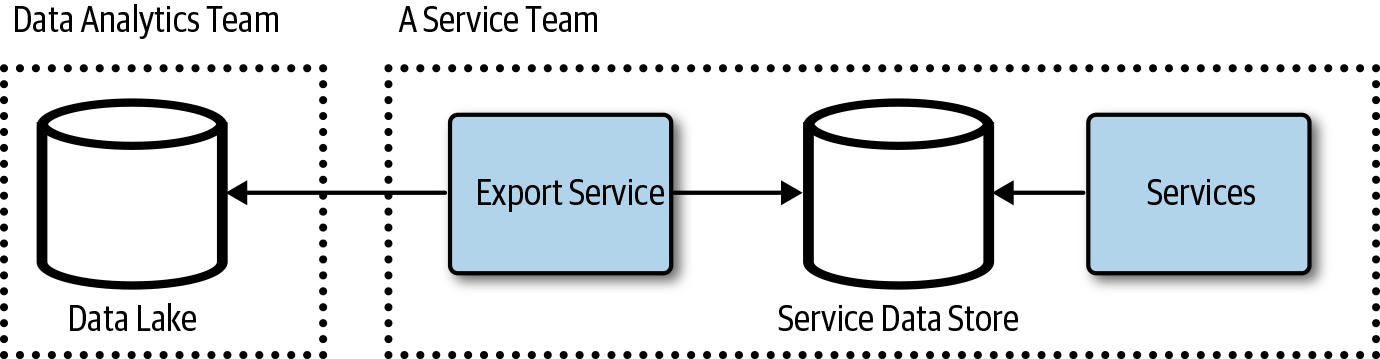 Data Analytics Team
A Service Team
Export Service
Services
Data Lake
Service Data Store